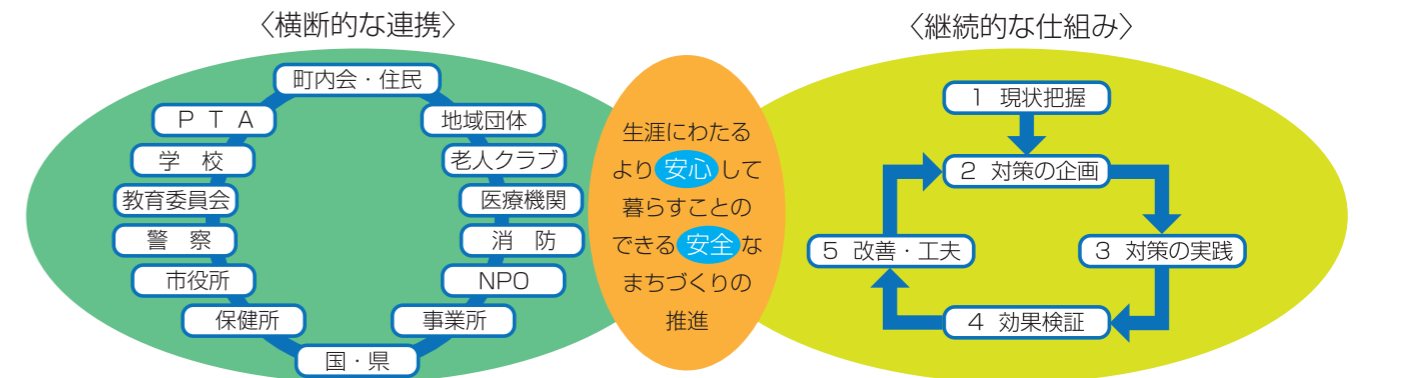 〈横断的な連携〉
町内会・住民
ＰＴＡ
地域団体
学校
老人クラブ
教育委員会
医療機関
警察
消防
市役所
NPO
保健所
事業所
国・県
生涯にわたる
より安心して
暮らすことの
できる安全な
まちづくりの
推進
〈継続的な仕組み〉
1 現状把握
2 対策の企画
3 対策の実践
4 効果検証
5 改善・工夫